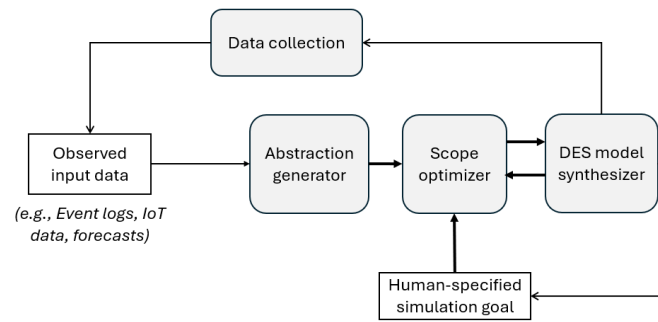 Data collection
Observed
input data
(e.g., Event logs, IoT
data, forecasts)
Abstraction
generator
Scope
optimizer
DES model
synthesizer
Human-specified
simulation goal